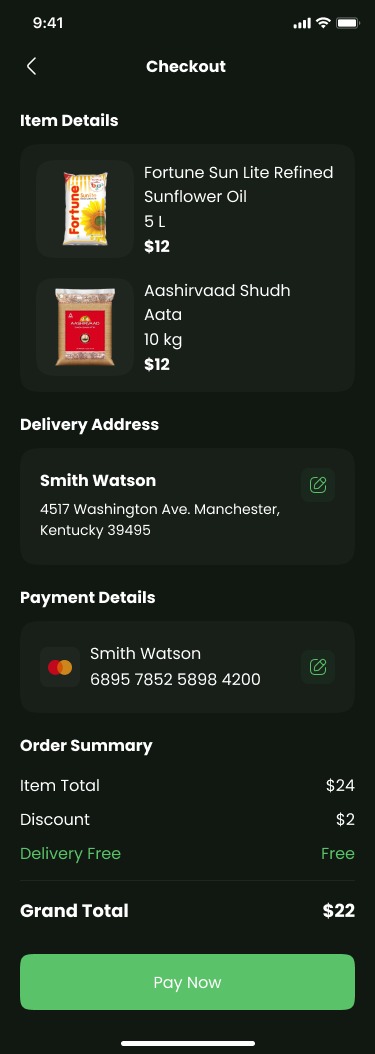 9:41
Checkout
Item Details
Fortune
Fortune Sun Lite Refined
Sunflower Oil
5 L
$12
AASHIRVAAD
Aashirvaad Shudh
Aata
10 kg
$12
Delivery Address
Smith Watson
4517 Washington Ave. Manchester,
Kentucky 39495
Payment Details
Smith Watson
6895 7852 5898 4200
Order Summary
Item Total $24
Discount $2
Delivery Free Free
Grand Total $22
Pay Now